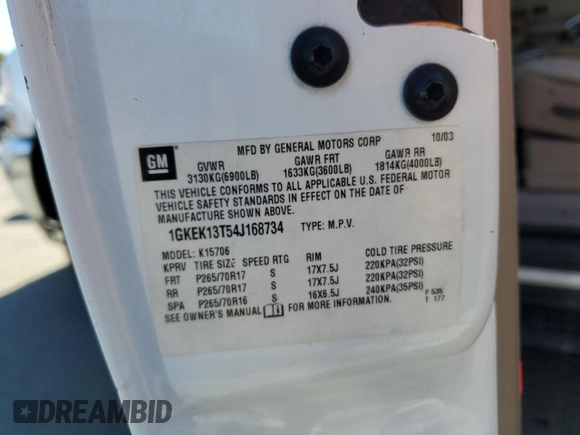 MFD BY GENERAL MOTORS CORP 10/03
GM
GVWR GAWR FRT GAWR RR
3130KG(6900LB) 1633KG(3600LB) 1814KG(4000LB)
THIS VEHICLE CONFORMS TO ALL APPLICABLE U.S. FEDERAL MOTOR
VEHICLE SAFETY STANDARDS IN EFFECT ON THE DATE OF
MANUFACTURE SHOWN ABOVE.
1GKEK13T54J168734 TYPE: M.P.V.
MODEL: K15706
KPRV TIRE SIZE SPEED RTG RIM COLD TIRE PRESSURE
FRT P265/70R17 S 17X7.5J 220KPA(32PSI)
RR P265/70R17 S 17X7.5J 220KPA(32PSI)
SPA P265/70R16 S 16X6.5J 240KPA(35PSI)
SEE OWNER'S MANUAL FOR MORE INFORMATION.
F 535
T 177
DREAMBID